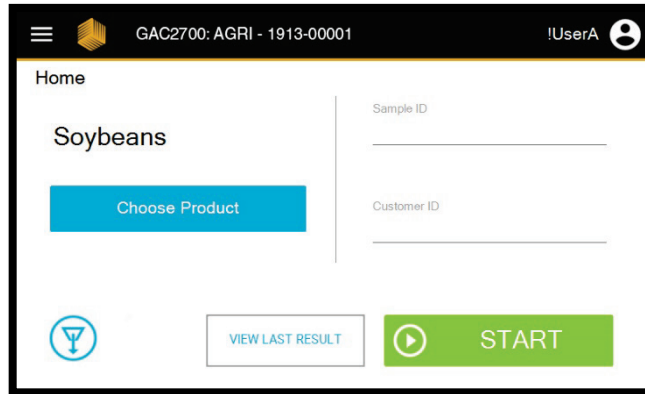 GAC2700: AGRI - 1913-00001
!UserA
Home
Soybeans
Choose Product
Sample ID
Customer ID
VIEW LAST RESULT
START